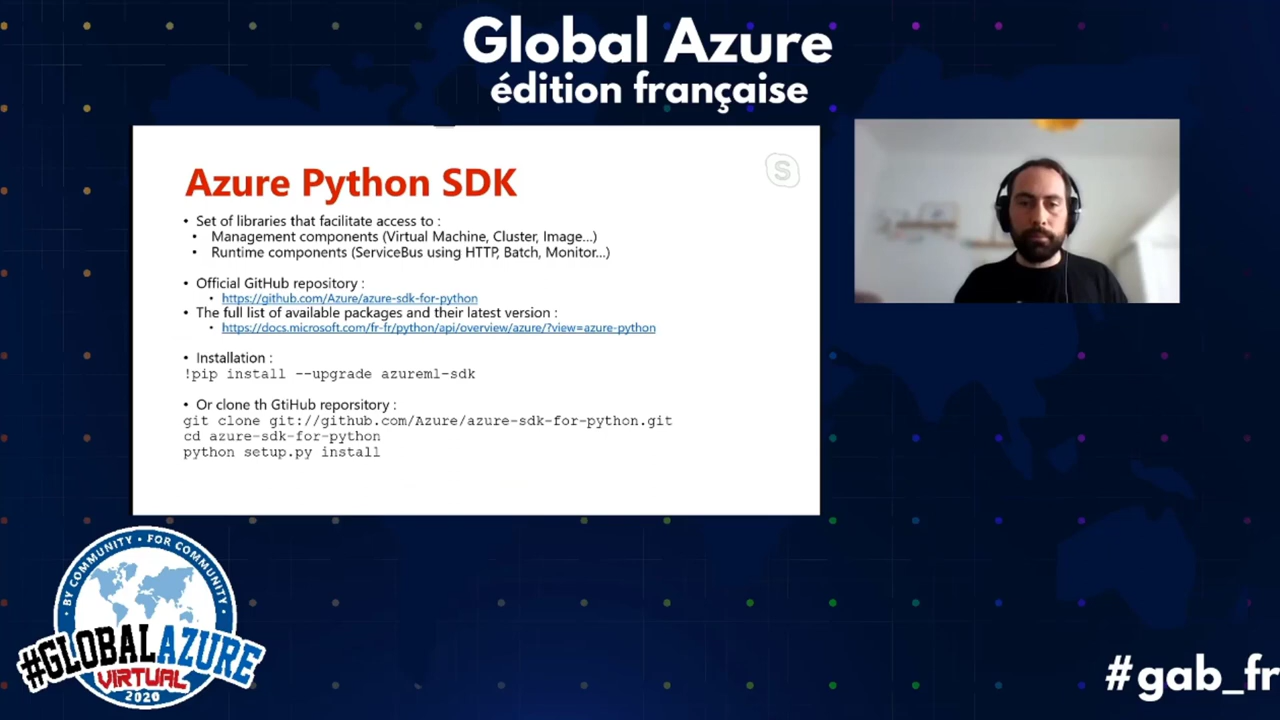 Global Azure
édition française
Azure Python SDK
S
• Set of libraries that facilitate access to :
• Management components (Virtual Machine, Cluster, Image...)
• Runtime components (ServiceBus using HTTP, Batch, Monitor...)
• Official GitHub repository :
• https://github.com/Azure/azure-sdk-for-python
• The full list of available packages and their latest version :
• https://docs.microsoft.com/fr-fr/python/api/overview/azure/?view=azure-python
• Installation :
!pip install --upgrade azureml-sdk
• Or clone th GtiHub reporsitory :
git clone git://github.com/Azure/azure-sdk-for-python.git
cd azure-sdk-for-python
python setup.py install
• BY COMMUNITY • FOR COMMUNITY •
#GLOBALAZURE
VIRTUAL
2020
#gab_fr